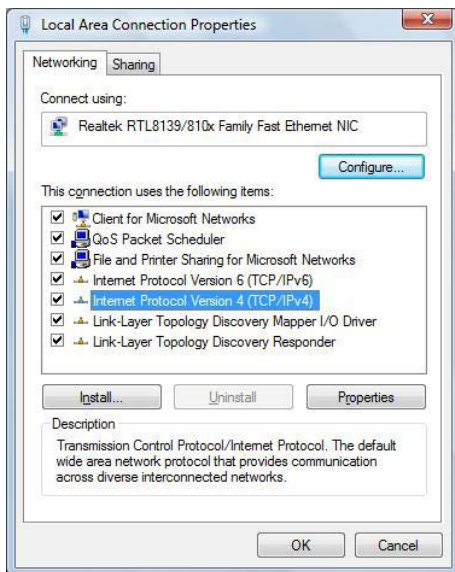 Local Area Connection Properties
Networking
Sharing
Connect using:
Realtek RTL8139/810x Family Fast Ethernet NIC
Configure...
This connection uses the following items:
Client for Microsoft Networks
QoS Packet Scheduler
File and Printer Sharing for Microsoft Networks
Internet Protocol Version 6 (TCP/IPv6)
Internet Protocol Version 4 (TCP/IPv4)
Link-Layer Topology Discovery Mapper I/O Driver
Link-Layer Topology Discovery Responder
Install...
Uninstall
Properties
Description
Transmission Control Protocol/Internet Protocol. The default
wide area network protocol that provides communication
across diverse interconnected networks.
OK
Cancel